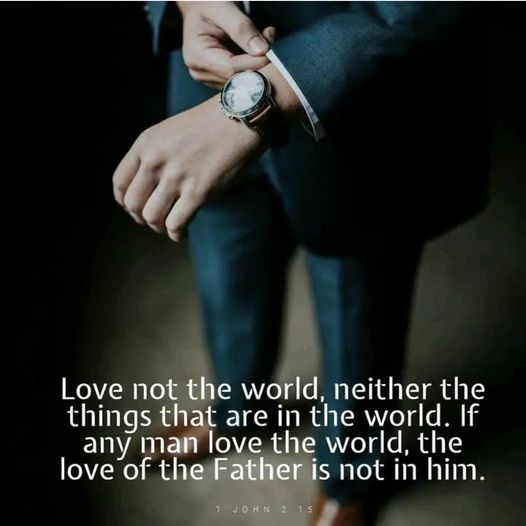 Love not the world, neither the
things that are in the world. If
any man love the world, the
love of the Father is not in him.
1 JOHN 2 15